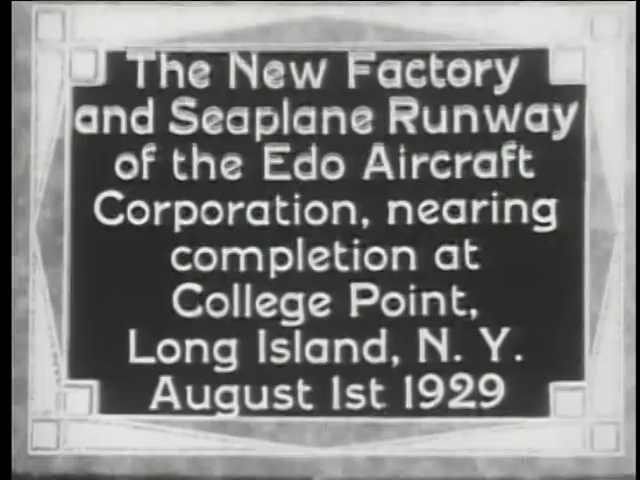 The New Factory
and Seaplane Runway
of the Edo Aircraft
Corporation, nearing
completion at
College Point,
Long Island, N. Y.
August 1st 1929